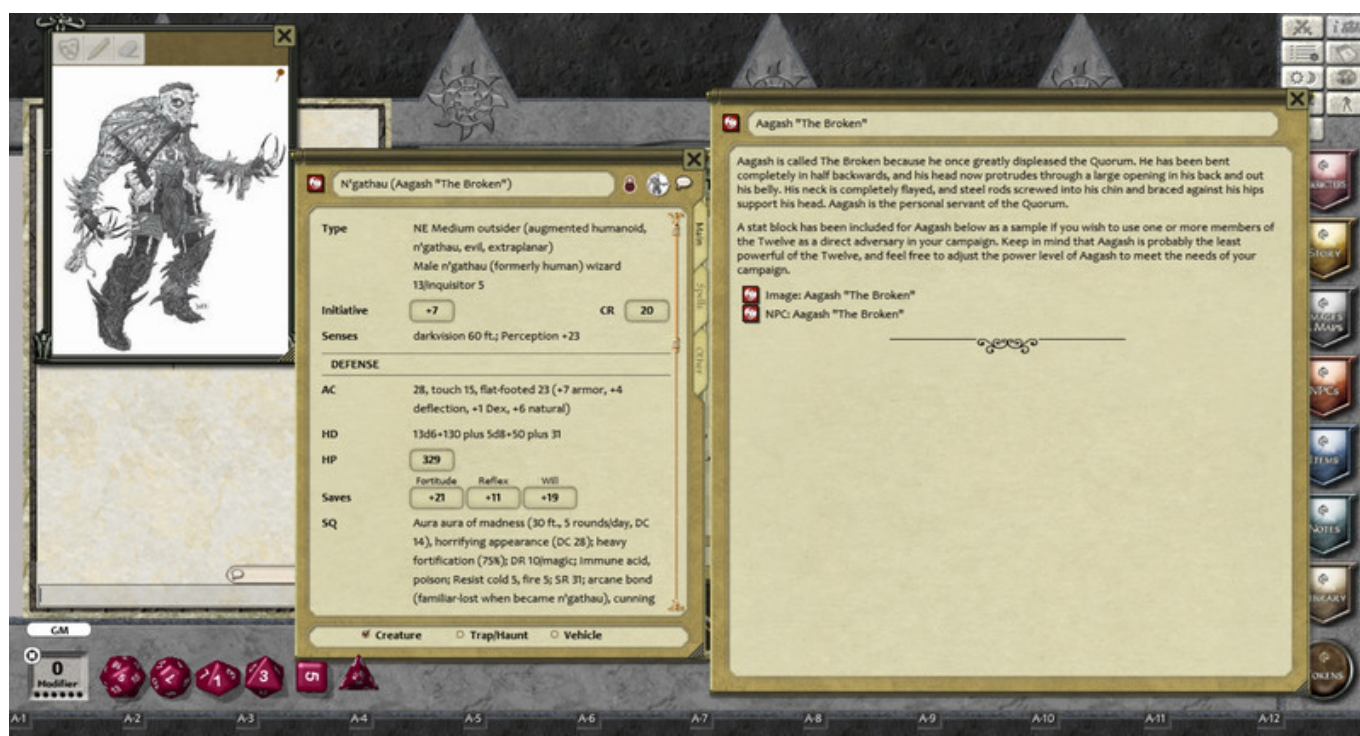 N'gathau (Aagash "The Broken")
Type
NE Medium outsider (augmented humanoid,
n'gathau, evil, extraplanar)
Male n'gathau (formerly human) wizard
13/inquisitor 5
Initiative +7 CR 20
Senses darkvision 60 ft.; Perception +23
DEFENSE
AC 28, touch 15, flat-footed 23 (+7 armor, +4
deflection, +1 Dex, +6 natural)
HD 13d6+130 plus 5d8+50 plus 31
HP 329
Fortitude Reflex Will
Saves +21 +11 +19
SQ Aura aura of madness (30 ft., 5 rounds/day, DC
14), horrifying appearance (DC 28); heavy
fortification (75%); DR 10/magic; Immune acid,
poison; Resist cold 5, fire 5; SR 31; arcane bond
(familiar-lost when became n'gathau), cunning
Creature Trap/Haunt Vehicle
Main
Spells
Other
Aagash "The Broken"
Aagash is called The Broken because he once greatly displeased the Quorum. He has been bent
completely in half backwards, and his head now protrudes through a large opening in his back and out
his belly. His neck is completely flayed, and steel rods screwed into his chin and braced against his hips
support his head. Aagash is the personal servant of the Quorum.
A stat block has been included for Aagash below as a sample if you wish to use one or more members of
the Twelve as a direct adversary in your campaign. Keep in mind that Aagash is probably the least
powerful of the Twelve, and feel free to adjust the power level of Aagash to meet the needs of your
campaign.
Image: Aagash "The Broken"
NPC: Aagash "The Broken"
Story
Maps
NPCs
Items
Notes
GM
0
Modifier
1
3
5
A-1 A-2 A-3 A-4 A-5 A-6 A-7 A-8 A-9 A-10 A-11 A-12